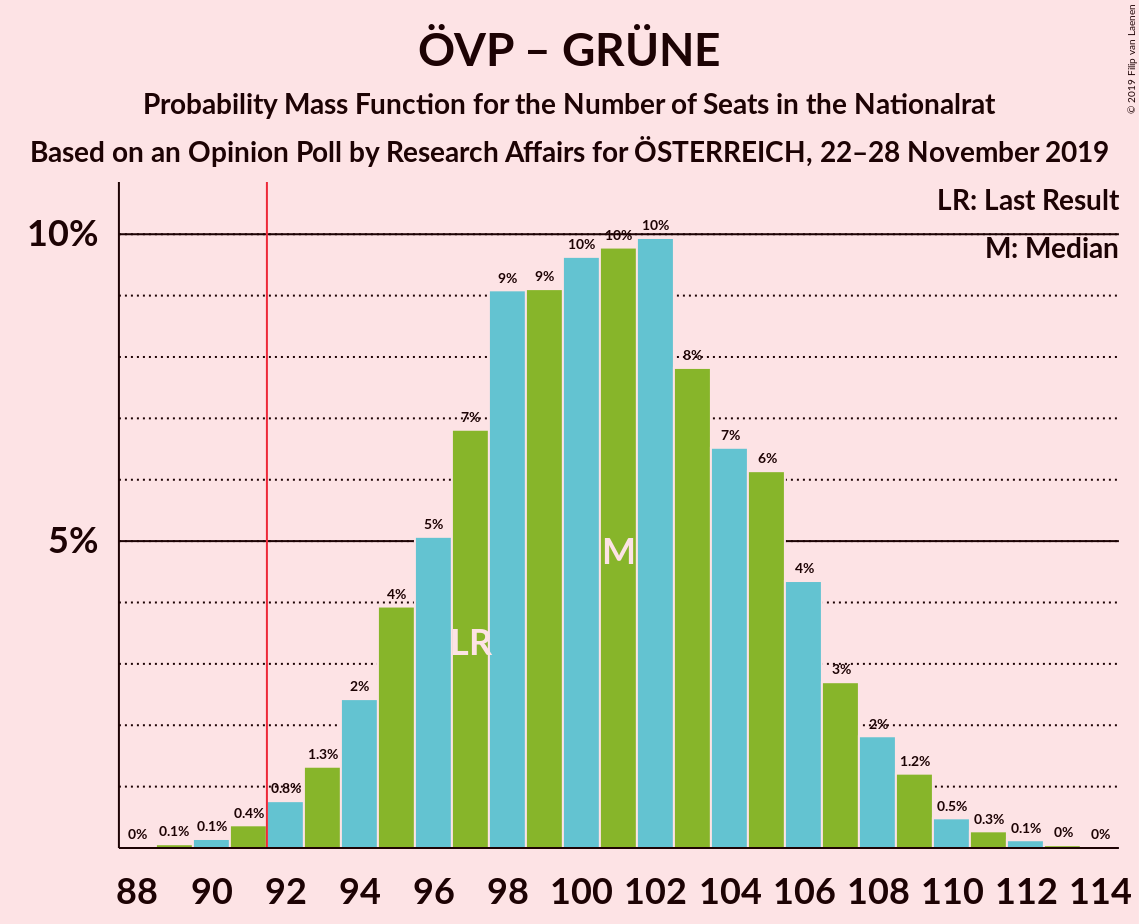 ÖVP – GRÜNE
Probability Mass Function for the Number of Seats in the Nationalrat
Based on an Opinion Poll by Research Affairs for ÖSTERREICH, 22–28 November 2019
© 2019 Filip van Laenen
LR: Last Result
M: Median
10%
5%
0% 0.1% 0.1% 0.4% 0.8% 1.3% 2% 4% 5% 7% 9% 9% 10% 10% 10% 8% 7% 6% 4% 3% 2% 1.2% 0.5% 0.3% 0.1% 0% 0%
LR
M
88 90 92 94 96 98 100 102 104 106 108 110 112 114